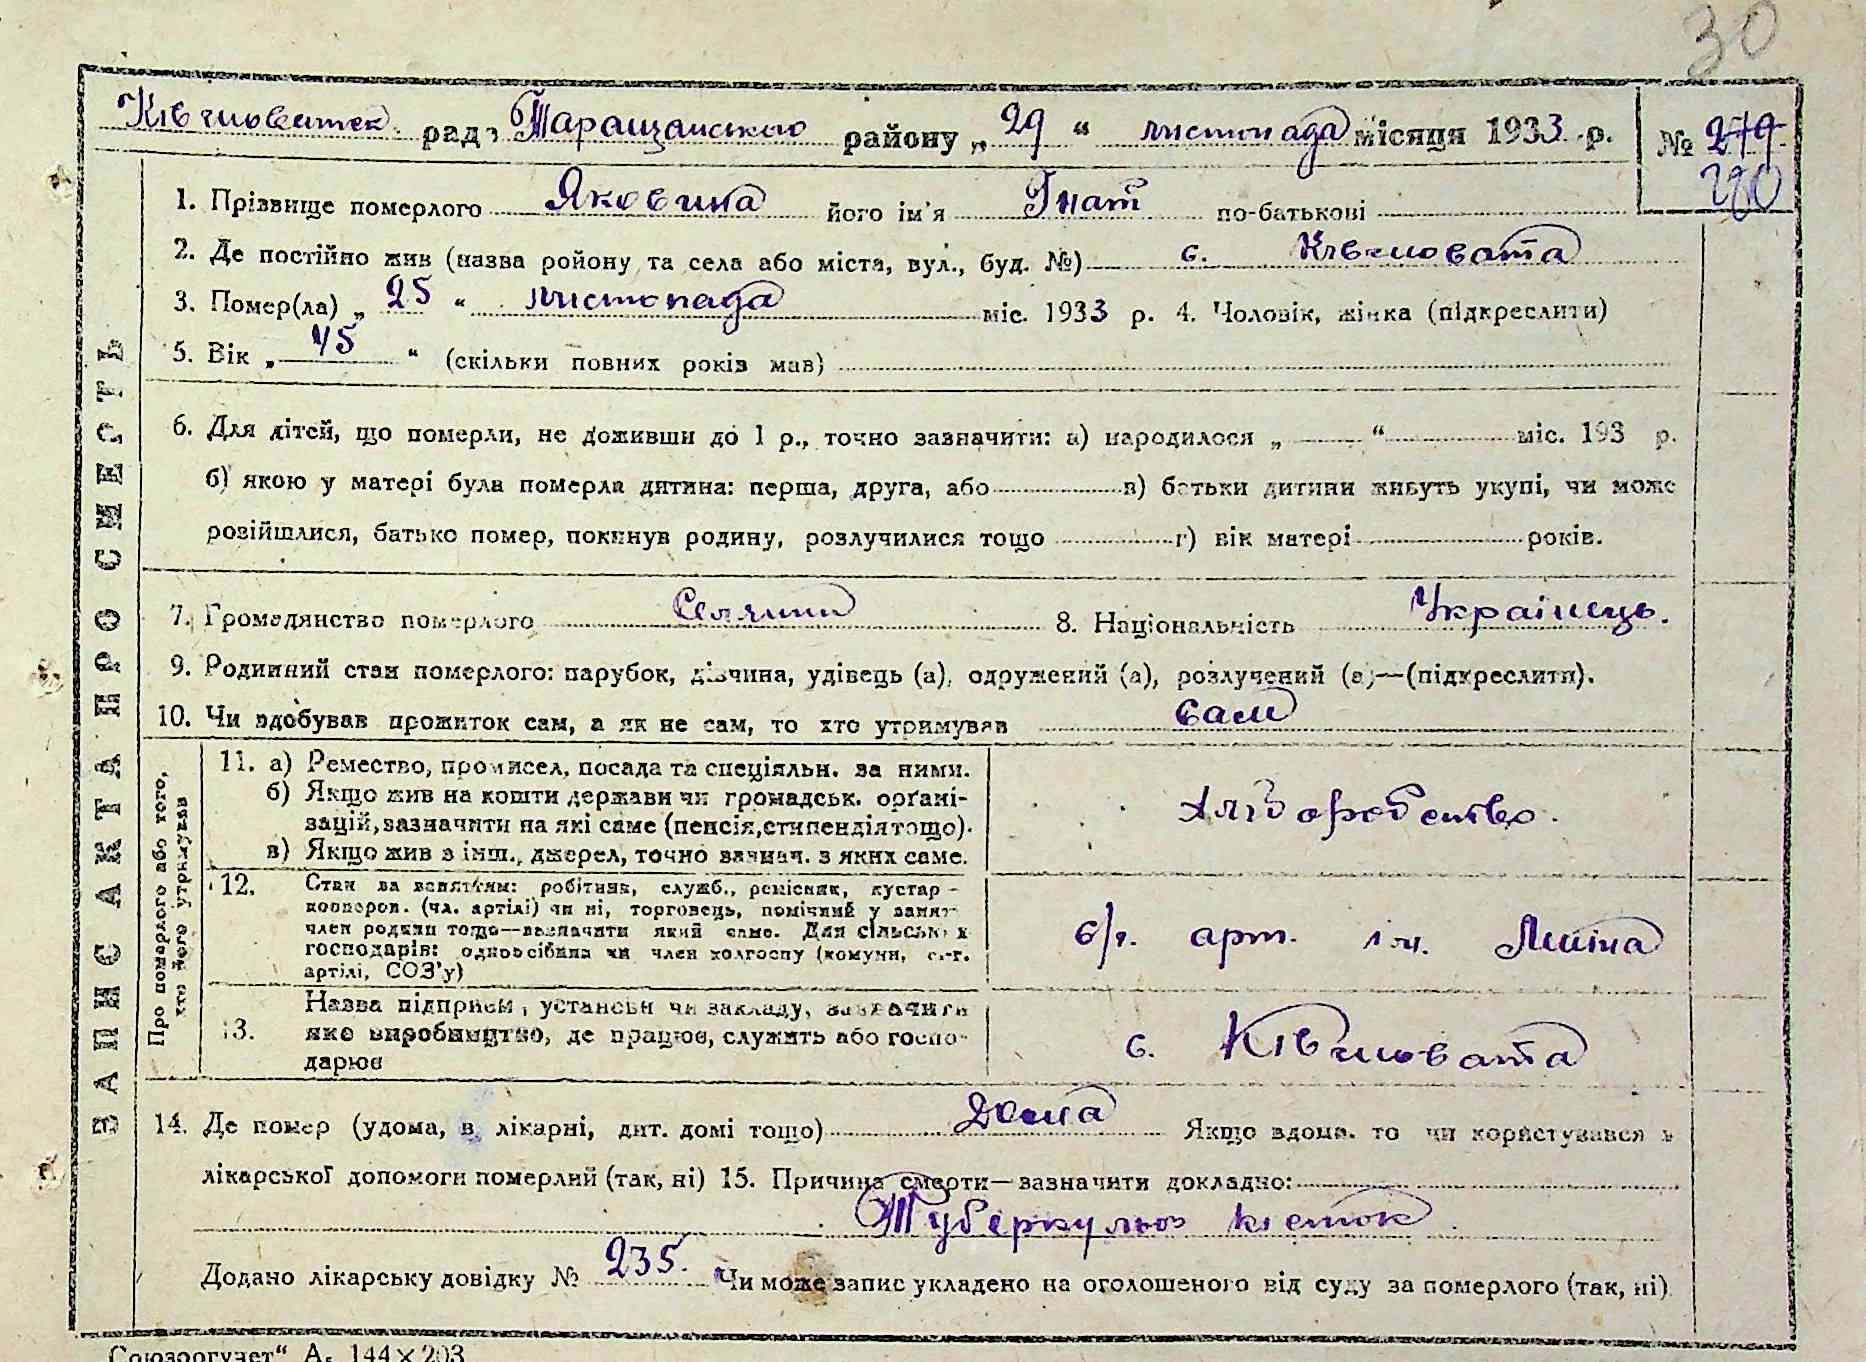 30
Ківшоватск. рада Таращанського району „ 29 “ листопада місяця 1933 р. № 279
280
1. Прізвище померлого Яковина його ім'я Гнат по-батькові
2. Де постійно жив (назва ройону та села або міста, вул., буд. №) с. Ківшовата
3. Помер(ла) „ 25 “ листопада міс. 1933 р. 4. Чоловік, жінка (підкреслити)
5. Вік „ 45 “ (скільки повних років мав)
6. Для дітей, що померли, не доживши до 1 р., точно зазначити: а) народилося „ “ міс. 193 р.
б) якою у матері була померла дитина: перша, друга, або в) батьки дитини живуть укупі, чи може
розійшлися, батько помер, покинув родину, розлучилися тощо г) вік матері років.
7. Громадянство померлого Селянин 8. Національність Українець.
9. Родинний стан померлого: парубок, дівчина, удівець (а), одружений (а), розлучений (а)—(підкреслити).
10. Чи здобував прожиток сам, а як не сам, то хто утримував сам
ЗАПИС АКТА ПРО СМЕРТЬ
Про померлого або того, хто його утримував
11. а) Ремество, промисел, посада та спеціяльн. за ними.
б) Якщо жив на кошти держави чи громадськ. орґані-
зацій, зазначити на які саме (пенсія, стипендія тощо).
в) Якщо жив з інш., джерел, точно зазнач. з яких саме.
хліборобство.
12. Стан за заняттям: робітник, служб., ремісник, кустар -
кооперов. (чл. артілі) чи ні, торговець, помічний у занят
член родини тощо—зазначити який саме. Для сільськ х
господарів: одноосібник чи член колгоспу (комуни, с.-г.
артілі, СОЗ'у)
с/г. арт. ім. Леніна
13. Назва підприєм, установи чи закладу, зазначити
яке виробництво, де працює, служить або госпо-
дарює
с. Ківшовата
14. Де помер (удома, в лікарні, дит. домі тощо) Дома Якщо вдома. то чи користувався з
лікарської допомоги померлий (так, ні) 15. Причина смерти—зазначити докладно:
Туберкульоз кісток.
Додано лікарську довідку № 235. Чи може запис укладено на оголошеного від суду за померлого (так, ні)
Союзоргучет“ А. 144×203